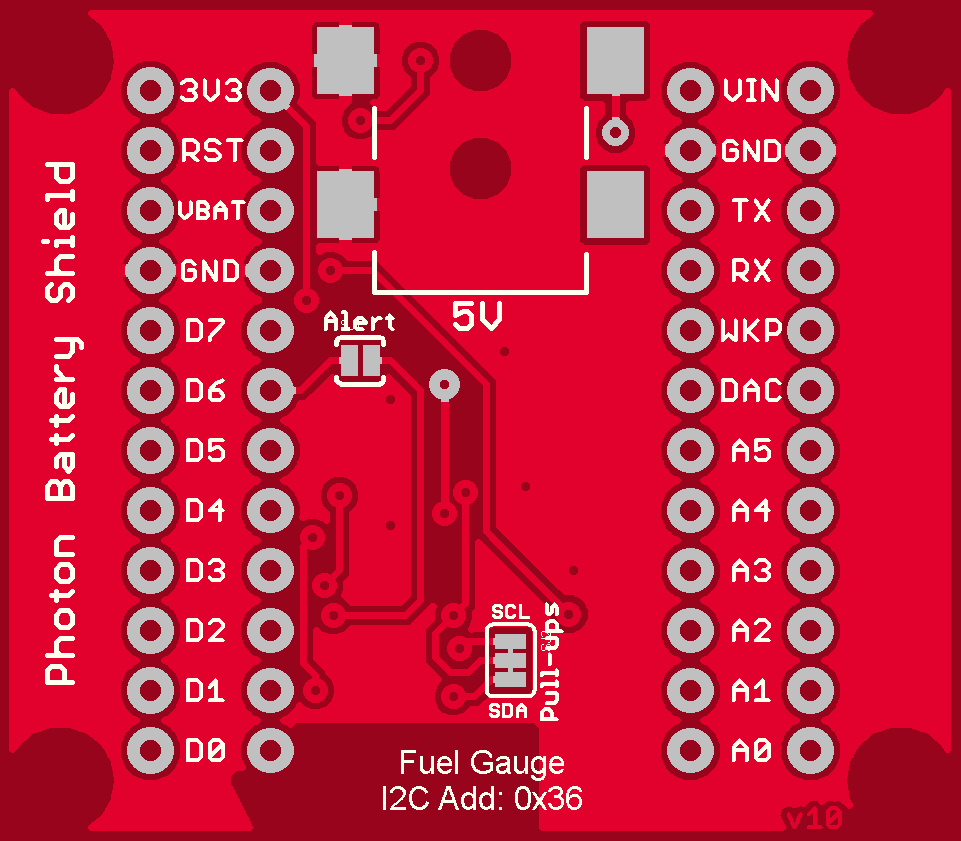 3V3
RST
VBAT
GND
D7
D6
D5
D4
D3
D2
D1
D0
Photon Battery Shield
Alert
5V
VIN
GND
TX
RX
WKP
DAC
A5
A4
A3
A2
A1
A0
SCL
SDA
Pull-Ups
Fuel Gauge
I2C Add: 0x36
v10